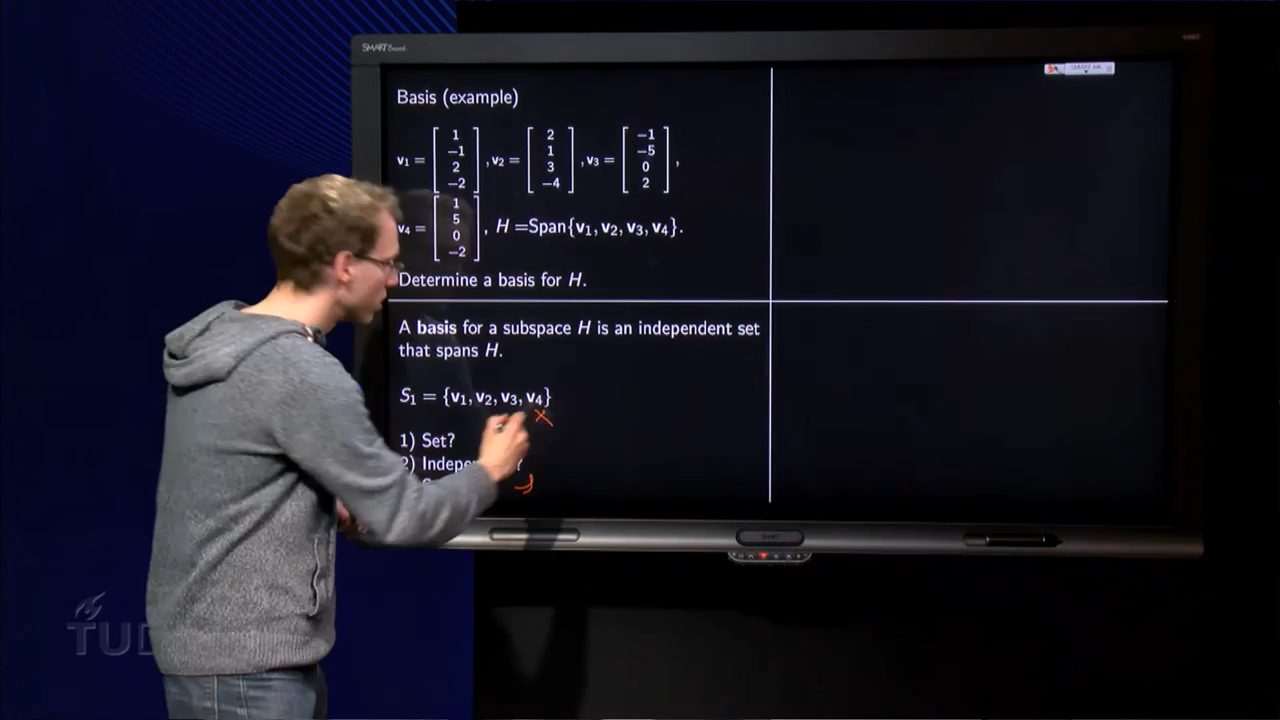 SMART Board
Basis (example)
v₁ = [1 −1 2 −2], v₂ = [2 1 3 −4], v₃ = [−1 −5 0 2],
v₄ = [1 5 0 −2], H =Span{v₁, v₂, v₃, v₄}.
Determine a basis for H.
A basis for a subspace H is an independent set
that spans H.
S₁ = {v₁, v₂, v₃, v₄}
1) Set?
2)
SMART
TUD